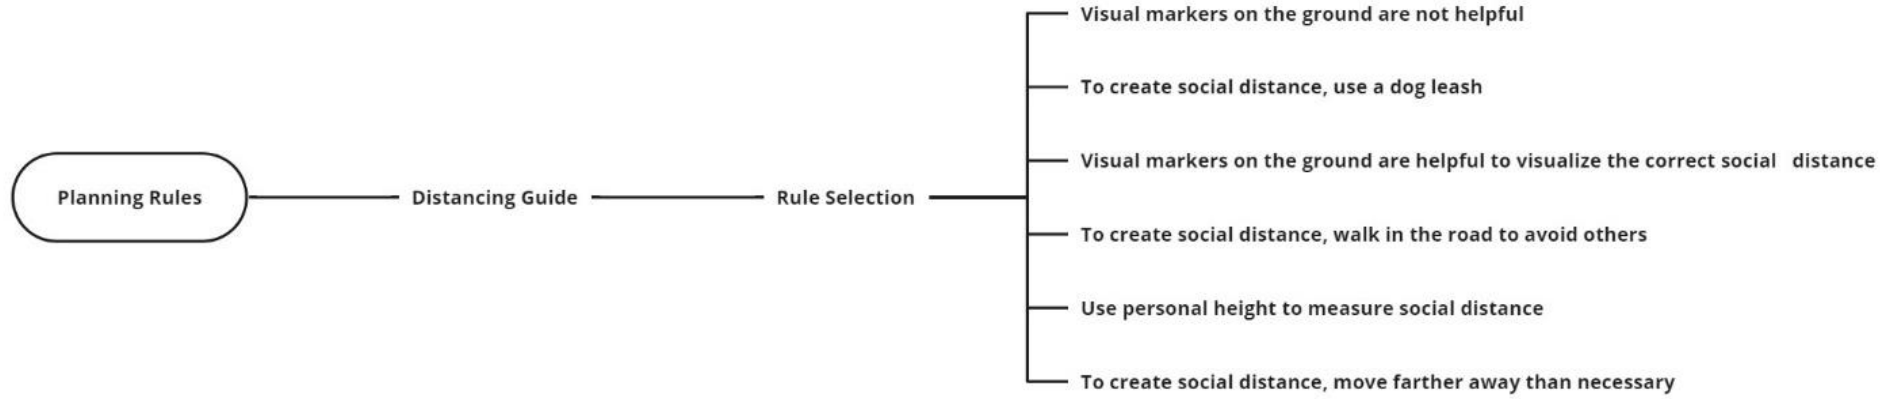 Planning Rules
Distancing Guide
Rule Selection
Visual markers on the ground are not helpful
To create social distance, use a dog leash
Visual markers on the ground are helpful to visualize the correct social distance
To create social distance, walk in the road to avoid others
Use personal height to measure social distance
To create social distance, move farther away than necessary